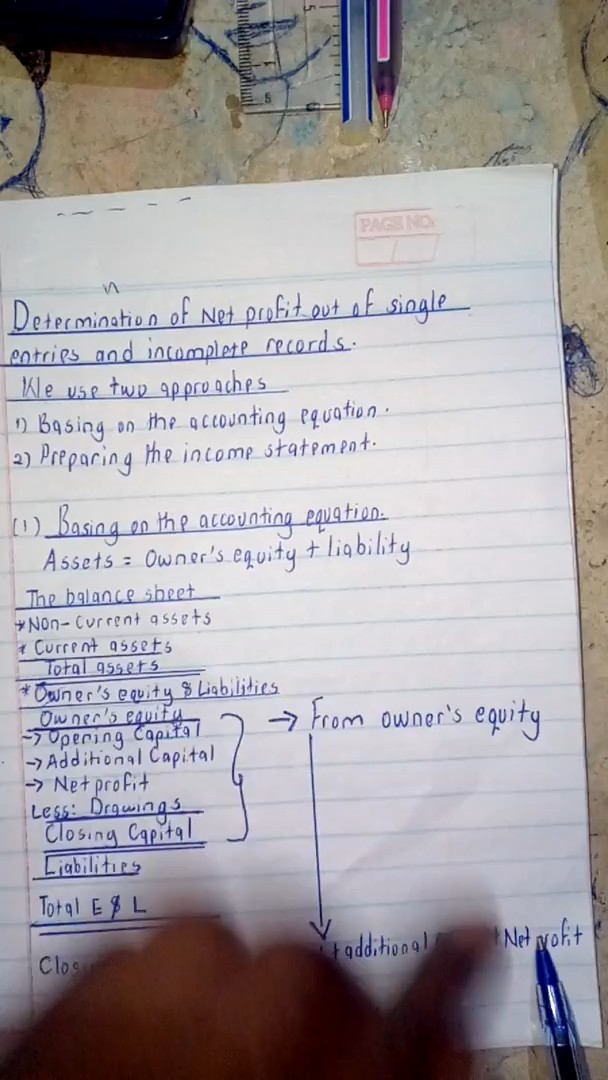 PAGE NO.
Determination of Net profit out of single
entries and incomplete records.
We use two approaches
1) Basing on the accounting equation.
2) Preparing the income statement.
(1) Basing on the accounting equation.
Assets = Owner's equity + liability
The balance sheet
*Non-current assets
* Current assets
Total assets
*Owner's equity & Liabilities
Owner's equity
→ Opening Capital
→ Additional Capital
→ Net profit
Less: Drawings
Closing Capital
Liabilities
Total E & L
→ From owner's equity
+ additional
Net profit